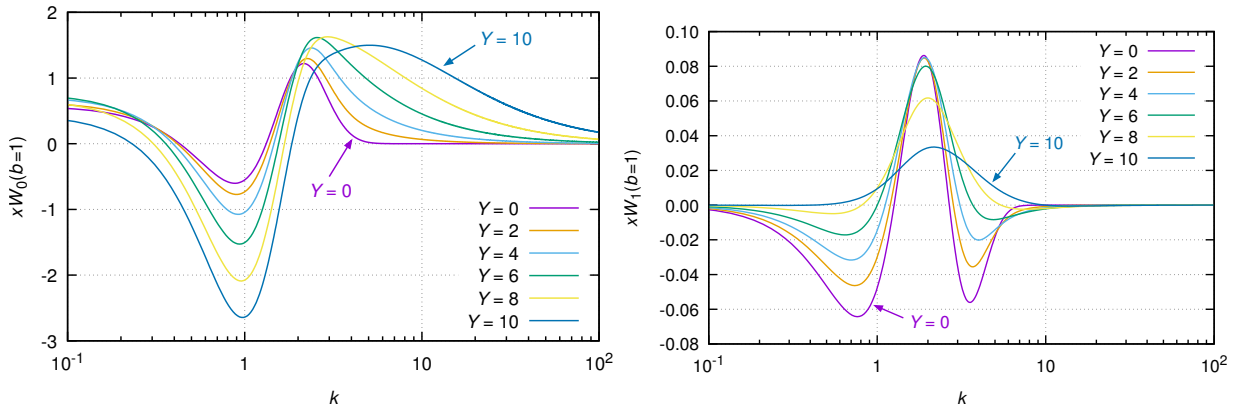 2
1
0
-1
-2
-3
10⁻¹
1
10
10²
xW₀(b=1)
k
Y = 10
Y = 0
Y = 0
Y = 2
Y = 4
Y = 6
Y = 8
Y = 10
0.10
0.08
0.06
0.04
0.02
0.00
-0.02
-0.04
-0.06
-0.08
10⁻¹
1
10
10²
xW₁(b=1)
k
Y = 0
Y = 2
Y = 4
Y = 6
Y = 8
Y = 10
Y = 10
Y = 0